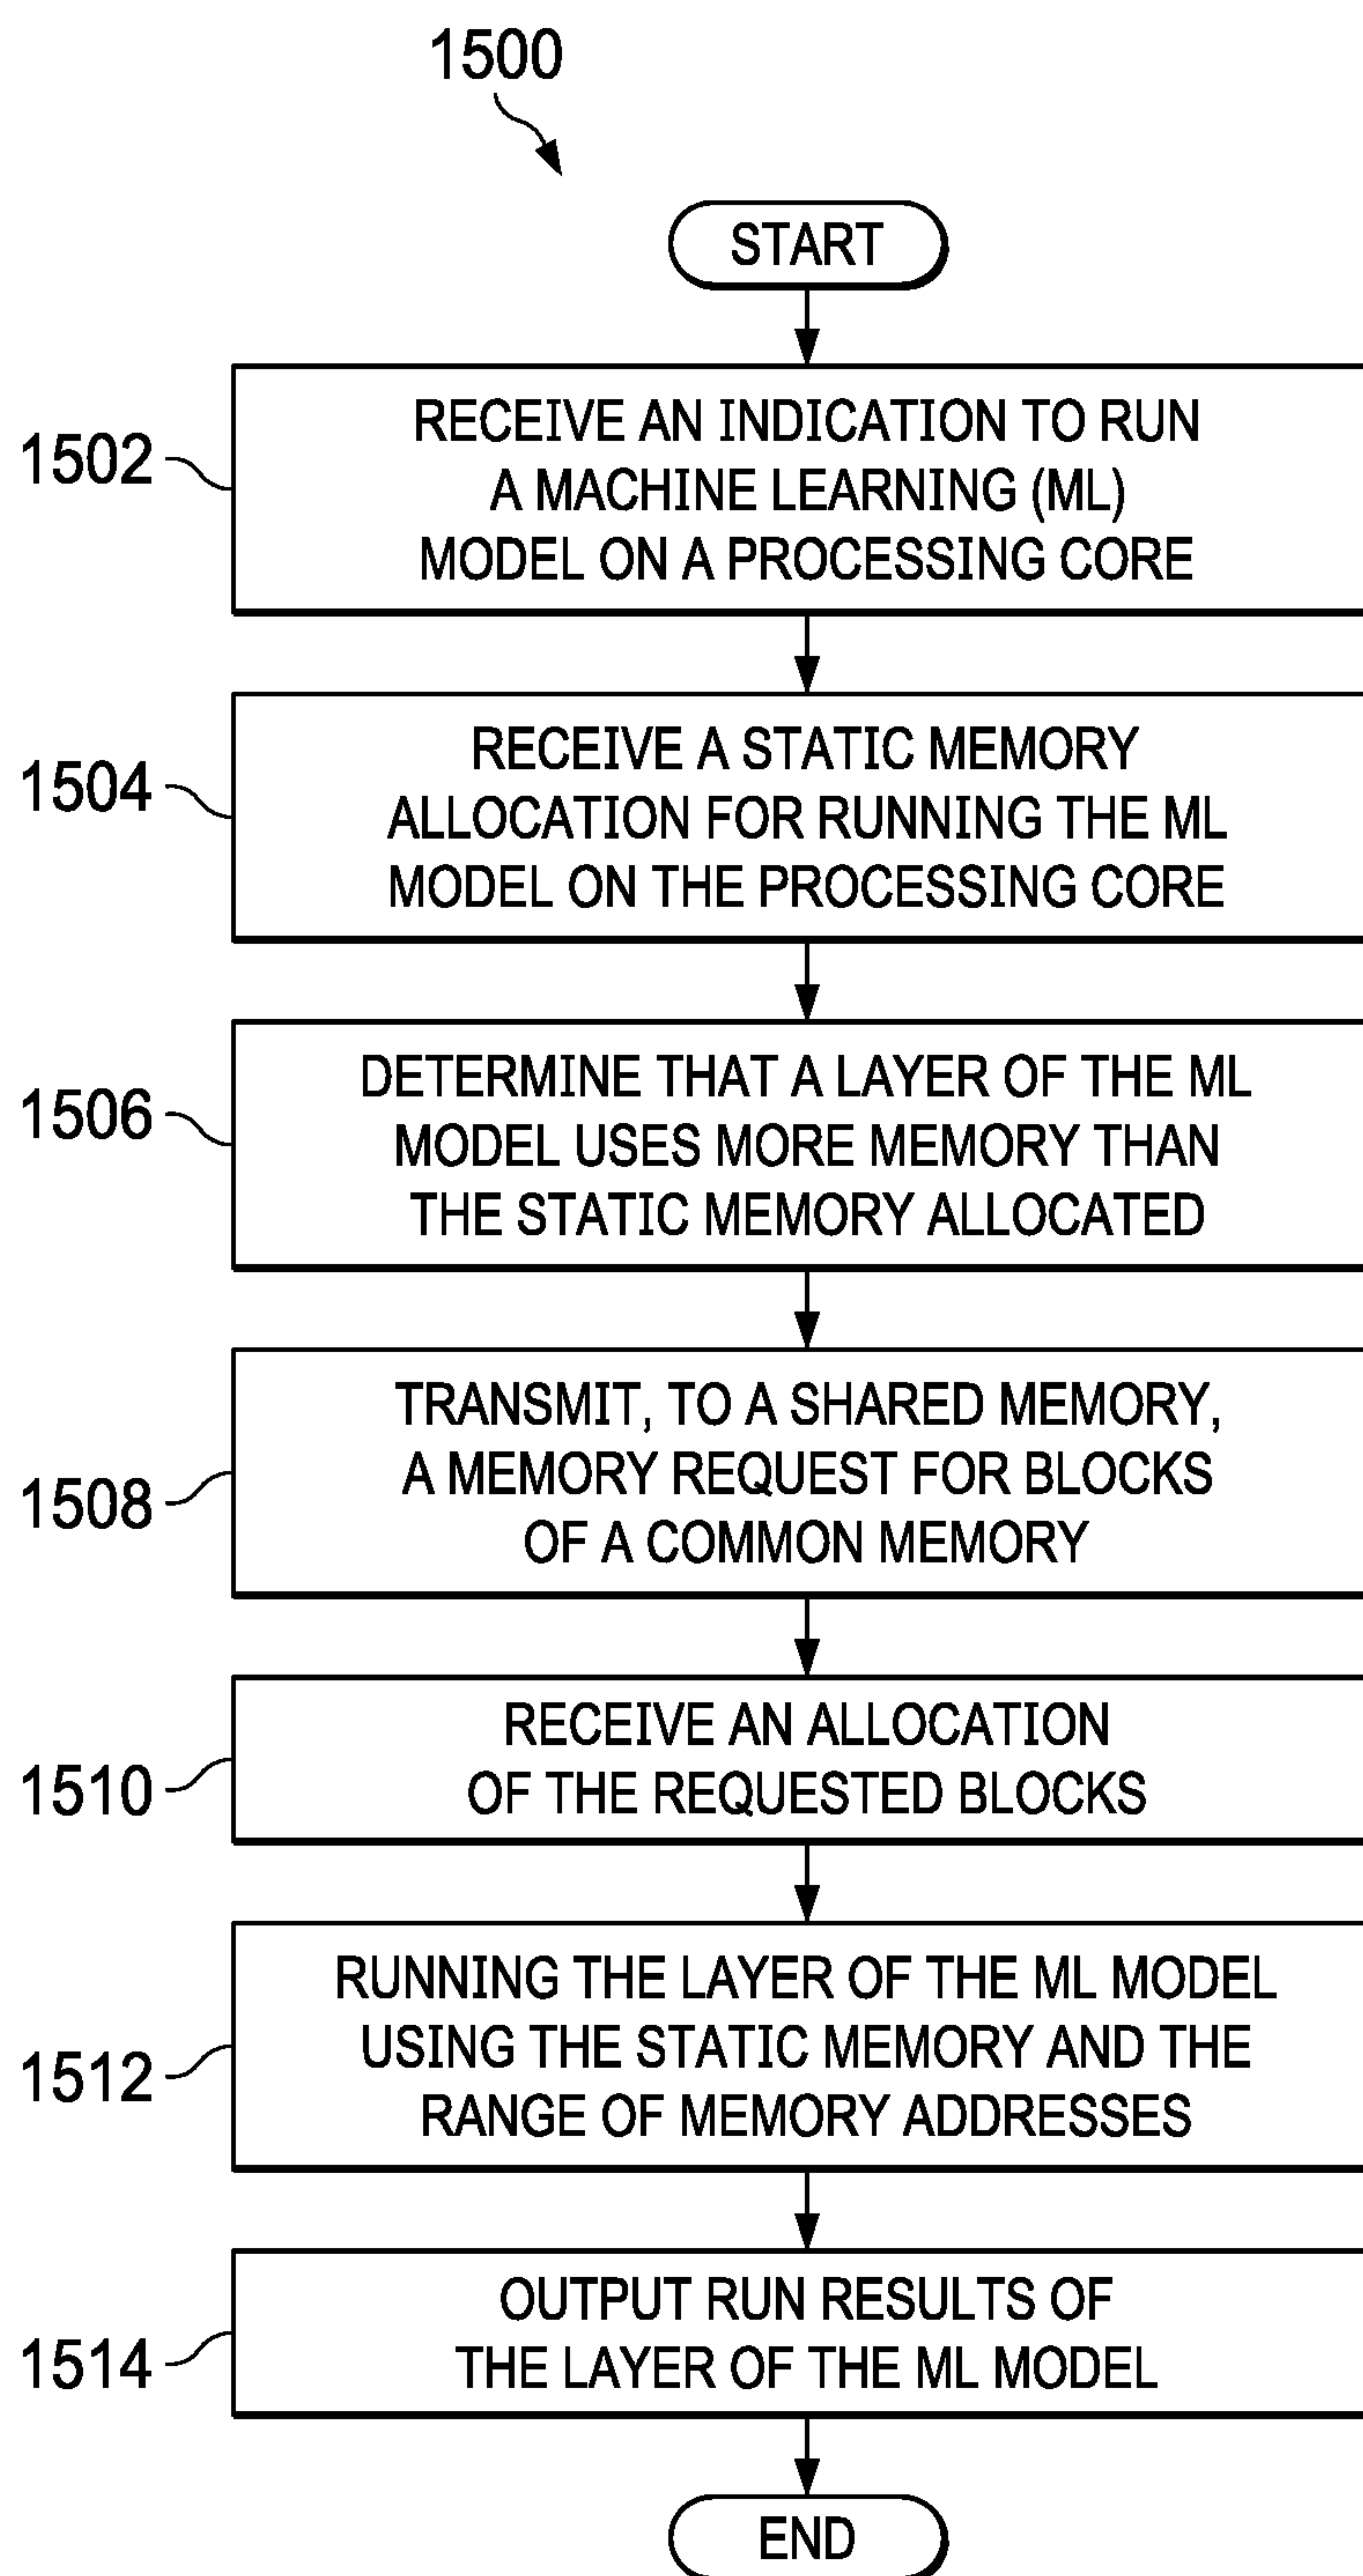 1500
START
1502
RECEIVE AN INDICATION TO RUN
A MACHINE LEARNING (ML)
MODEL ON A PROCESSING CORE
1504
RECEIVE A STATIC MEMORY
ALLOCATION FOR RUNNING THE ML
MODEL ON THE PROCESSING CORE
1506
DETERMINE THAT A LAYER OF THE ML
MODEL USES MORE MEMORY THAN
THE STATIC MEMORY ALLOCATED
1508
TRANSMIT, TO A SHARED MEMORY,
A MEMORY REQUEST FOR BLOCKS
OF A COMMON MEMORY
1510
RECEIVE AN ALLOCATION
OF THE REQUESTED BLOCKS
1512
RUNNING THE LAYER OF THE ML MODEL
USING THE STATIC MEMORY AND THE
RANGE OF MEMORY ADDRESSES
1514
OUTPUT RUN RESULTS OF
THE LAYER OF THE ML MODEL
END